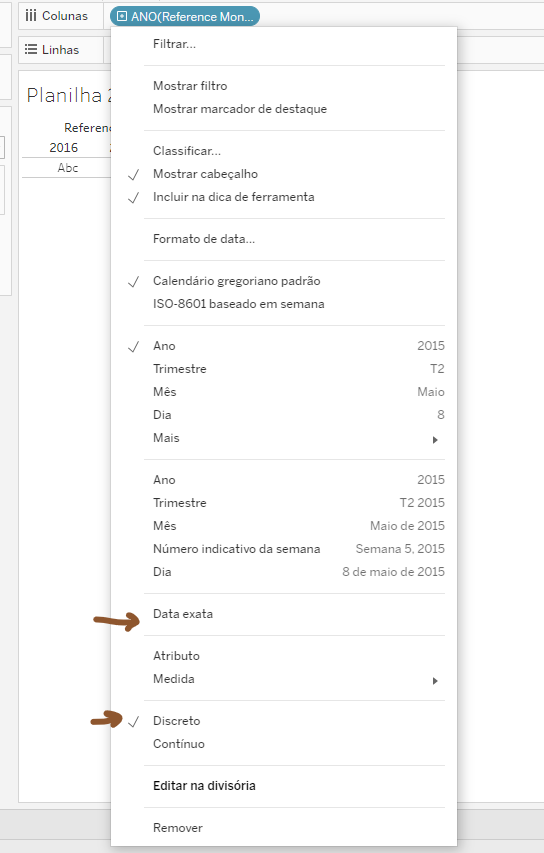 Colunas
ANO(Reference Mon...
Linhas
Planilha 2
Referenc
2016
Abc
Filtrar...
Mostrar filtro
Mostrar marcador de destaque
Classificar...
Mostrar cabeçalho
Incluir na dica de ferramenta
Formato de data...
Calendário gregoriano padrão
ISO-8601 baseado em semana
Ano 2015
Trimestre T2
Mês Maio
Dia 8
Mais
Ano 2015
Trimestre T2 2015
Mês Maio de 2015
Número indicativo da semana Semana 5, 2015
Dia 8 de maio de 2015
Data exata
Atributo
Medida
Discreto
Contínuo
Editar na divisória
Remover